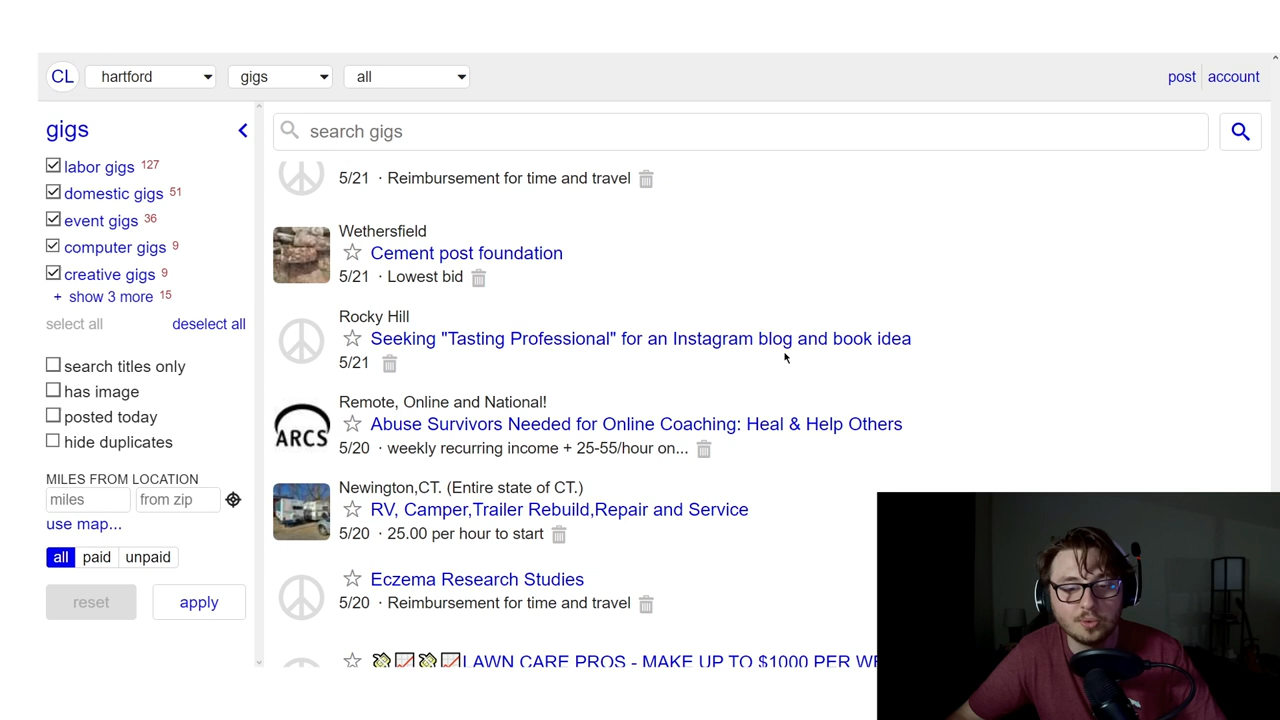 CL hartford gigs all post account
gigs
search gigs
labor gigs 127
domestic gigs 51
event gigs 36
computer gigs 9
creative gigs 9
+ show 3 more 15
select all deselect all
search titles only
has image
posted today
hide duplicates
MILES FROM LOCATION
miles from zip
use map...
all paid unpaid
reset apply
5/21 · Reimbursement for time and travel
Wethersfield
Cement post foundation
5/21 · Lowest bid
Rocky Hill
Seeking "Tasting Professional" for an Instagram blog and book idea
5/21
Remote, Online and National!
ARCS
Abuse Survivors Needed for Online Coaching: Heal & Help Others
5/20 · weekly recurring income + 25-55/hour on...
Newington,CT. (Entire state of CT.)
RV, Camper,Trailer Rebuild,Repair and Service
5/20 · 25.00 per hour to start
Eczema Research Studies
5/20 · Reimbursement for time and travel
LAWN CARE PROS - MAKE UP TO $1000 PER WE